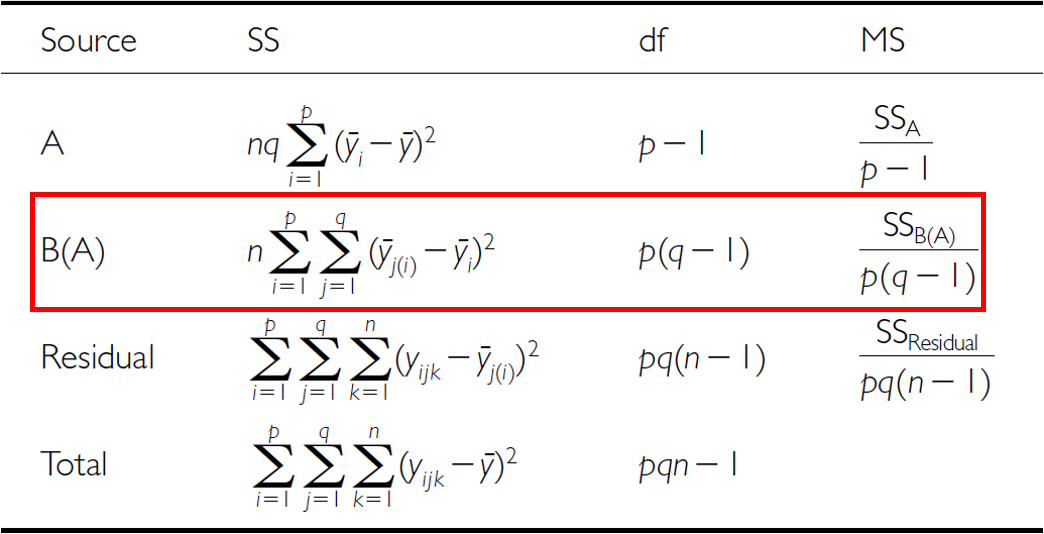 Source SS df MS
A nq∑_{i=1}^{p}(ȳ_i − ȳ)² p − 1 SS_A/(p − 1)
B(A) n∑_{i=1}^{p}∑_{j=1}^{q}(ȳ_{j(i)} − ȳ_i)² p(q − 1) SS_{B(A)}/(p(q − 1))
Residual ∑_{i=1}^{p}∑_{j=1}^{q}∑_{k=1}^{n}(y_{ijk} − ȳ_{j(i)})² pq(n − 1) SS_{Residual}/(pq(n − 1))
Total ∑_{i=1}^{p}∑_{j=1}^{q}∑_{k=1}^{n}(y_{ijk} − ȳ)² pqn − 1